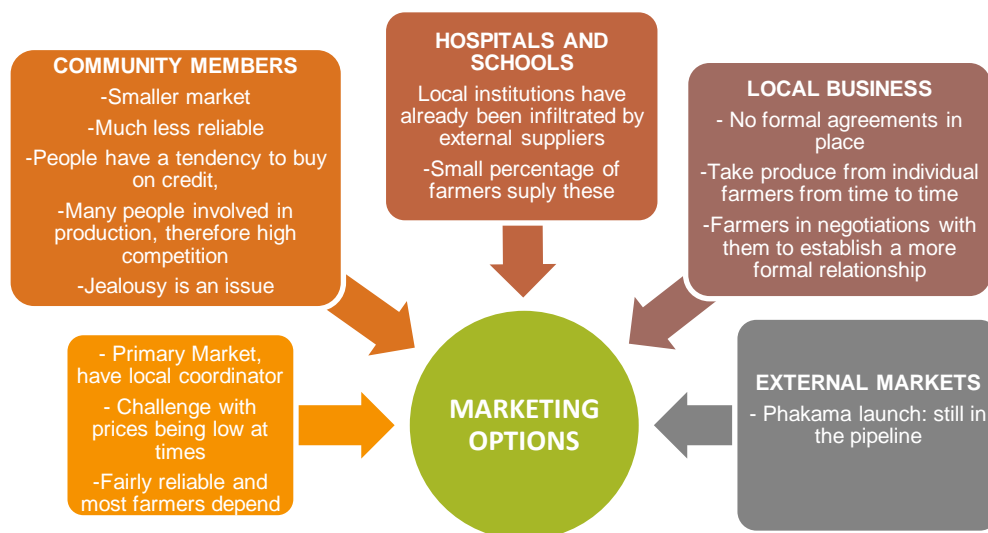 COMMUNITY MEMBERS
-Smaller market
-Much less reliable
-People have a tendency to buy
on credit,
-Many people involved in
production, therefore high
competition
-Jealousy is an issue
HOSPITALS AND
SCHOOLS
Local institutions have
already been infiltrated by
external suppliers
-Small percentage of
farmers suply these
LOCAL BUSINESS
- No formal agreements in
place
-Take produce from individual
farmers from time to time
-Farmers in negotiations with
them to establish a more
formal relationship
- Primary Market,
have local coordinator
- Challenge with
prices being low at
times
-Fairly reliable and
most farmers depend
MARKETING
OPTIONS
EXTERNAL MARKETS
- Phakama launch: still in
the pipeline